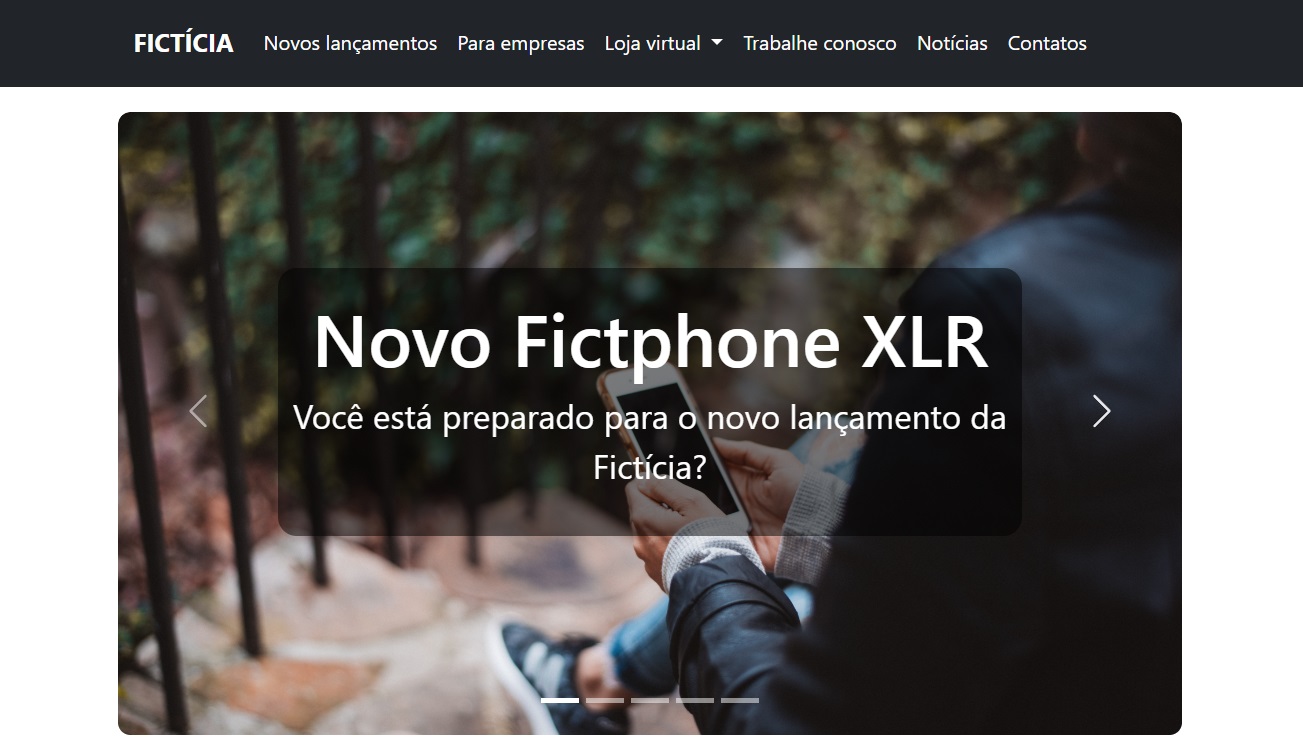 FICTÍCIA Novos lançamentos Para empresas Loja virtual Trabalhe conosco Notícias Contatos
Novo Fictphone XLR
Você está preparado para o novo lançamento da
Fictícia?